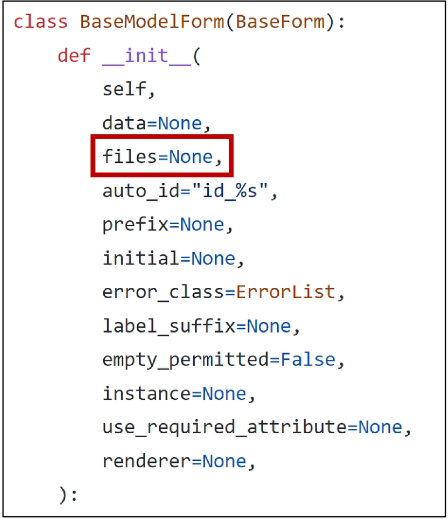 class BaseModelForm(BaseForm):
    def __init__(
        self,
        data=None,
        files=None,
        auto_id="id_%s",
        prefix=None,
        initial=None,
        error_class=ErrorList,
        label_suffix=None,
        empty_permitted=False,
        instance=None,
        use_required_attribute=None,
        renderer=None,
    ):